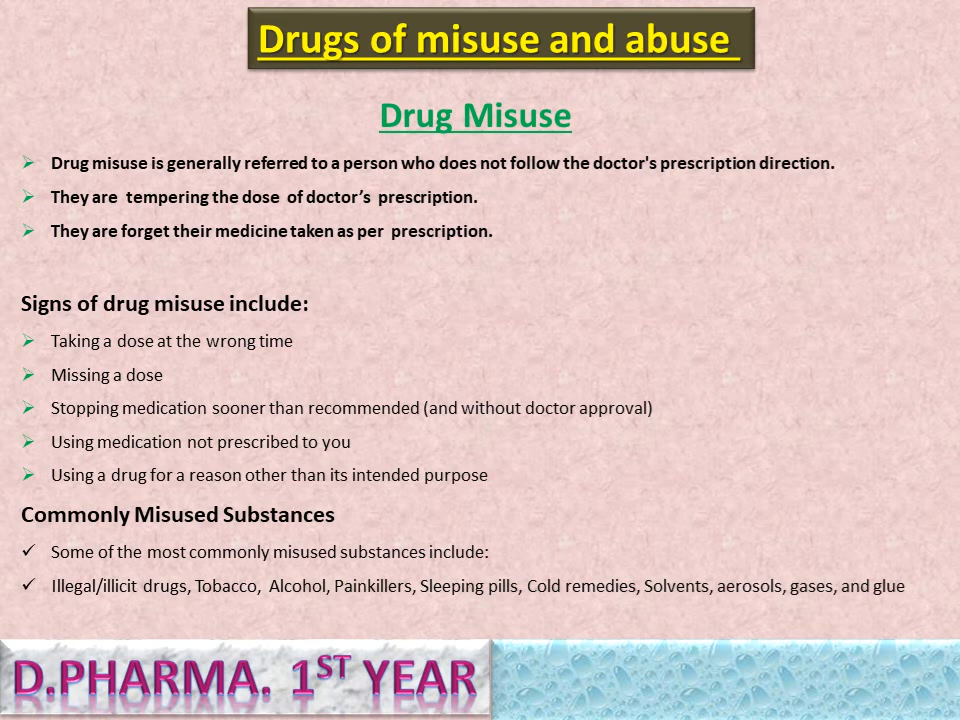 Drugs of misuse and abuse
Drug Misuse
➢ Drug misuse is generally referred to a person who does not follow the doctor's prescription direction.
➢ They are tempering the dose of doctor’s prescription.
➢ They are forget their medicine taken as per prescription.
Signs of drug misuse include:
➢ Taking a dose at the wrong time
➢ Missing a dose
➢ Stopping medication sooner than recommended (and without doctor approval)
➢ Using medication not prescribed to you
➢ Using a drug for a reason other than its intended purpose
Commonly Misused Substances
✓ Some of the most commonly misused substances include:
✓ Illegal/illicit drugs, Tobacco, Alcohol, Painkillers, Sleeping pills, Cold remedies, Solvents, aerosols, gases, and glue
D.PHARMA. 1ST YEAR